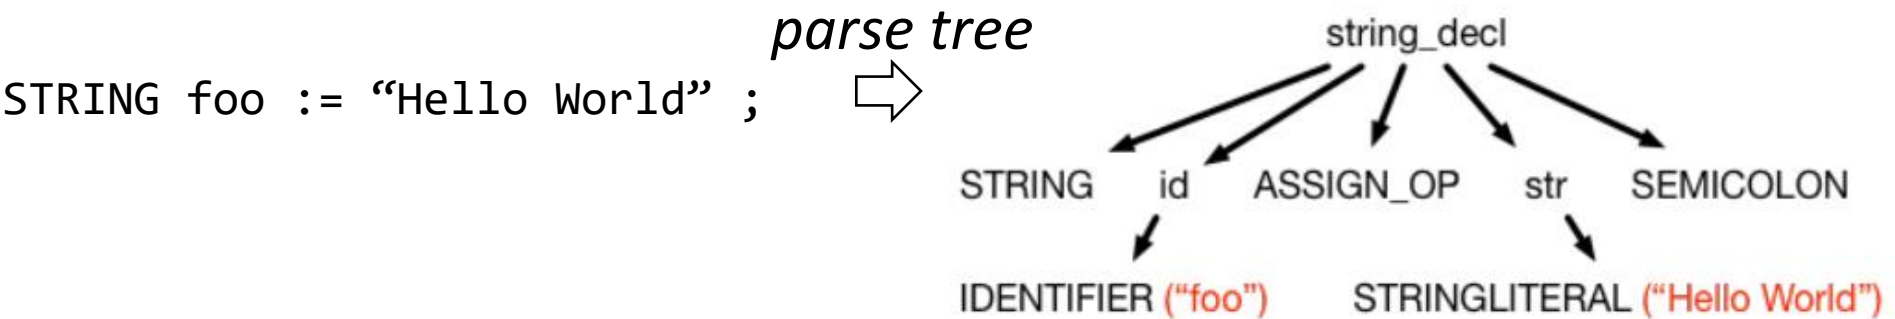 parse tree
STRING foo := “Hello World” ;
string_decl
STRING id ASSIGN_OP str SEMICOLON
IDENTIFIER (“foo”) STRINGLITERAL (“Hello World”)